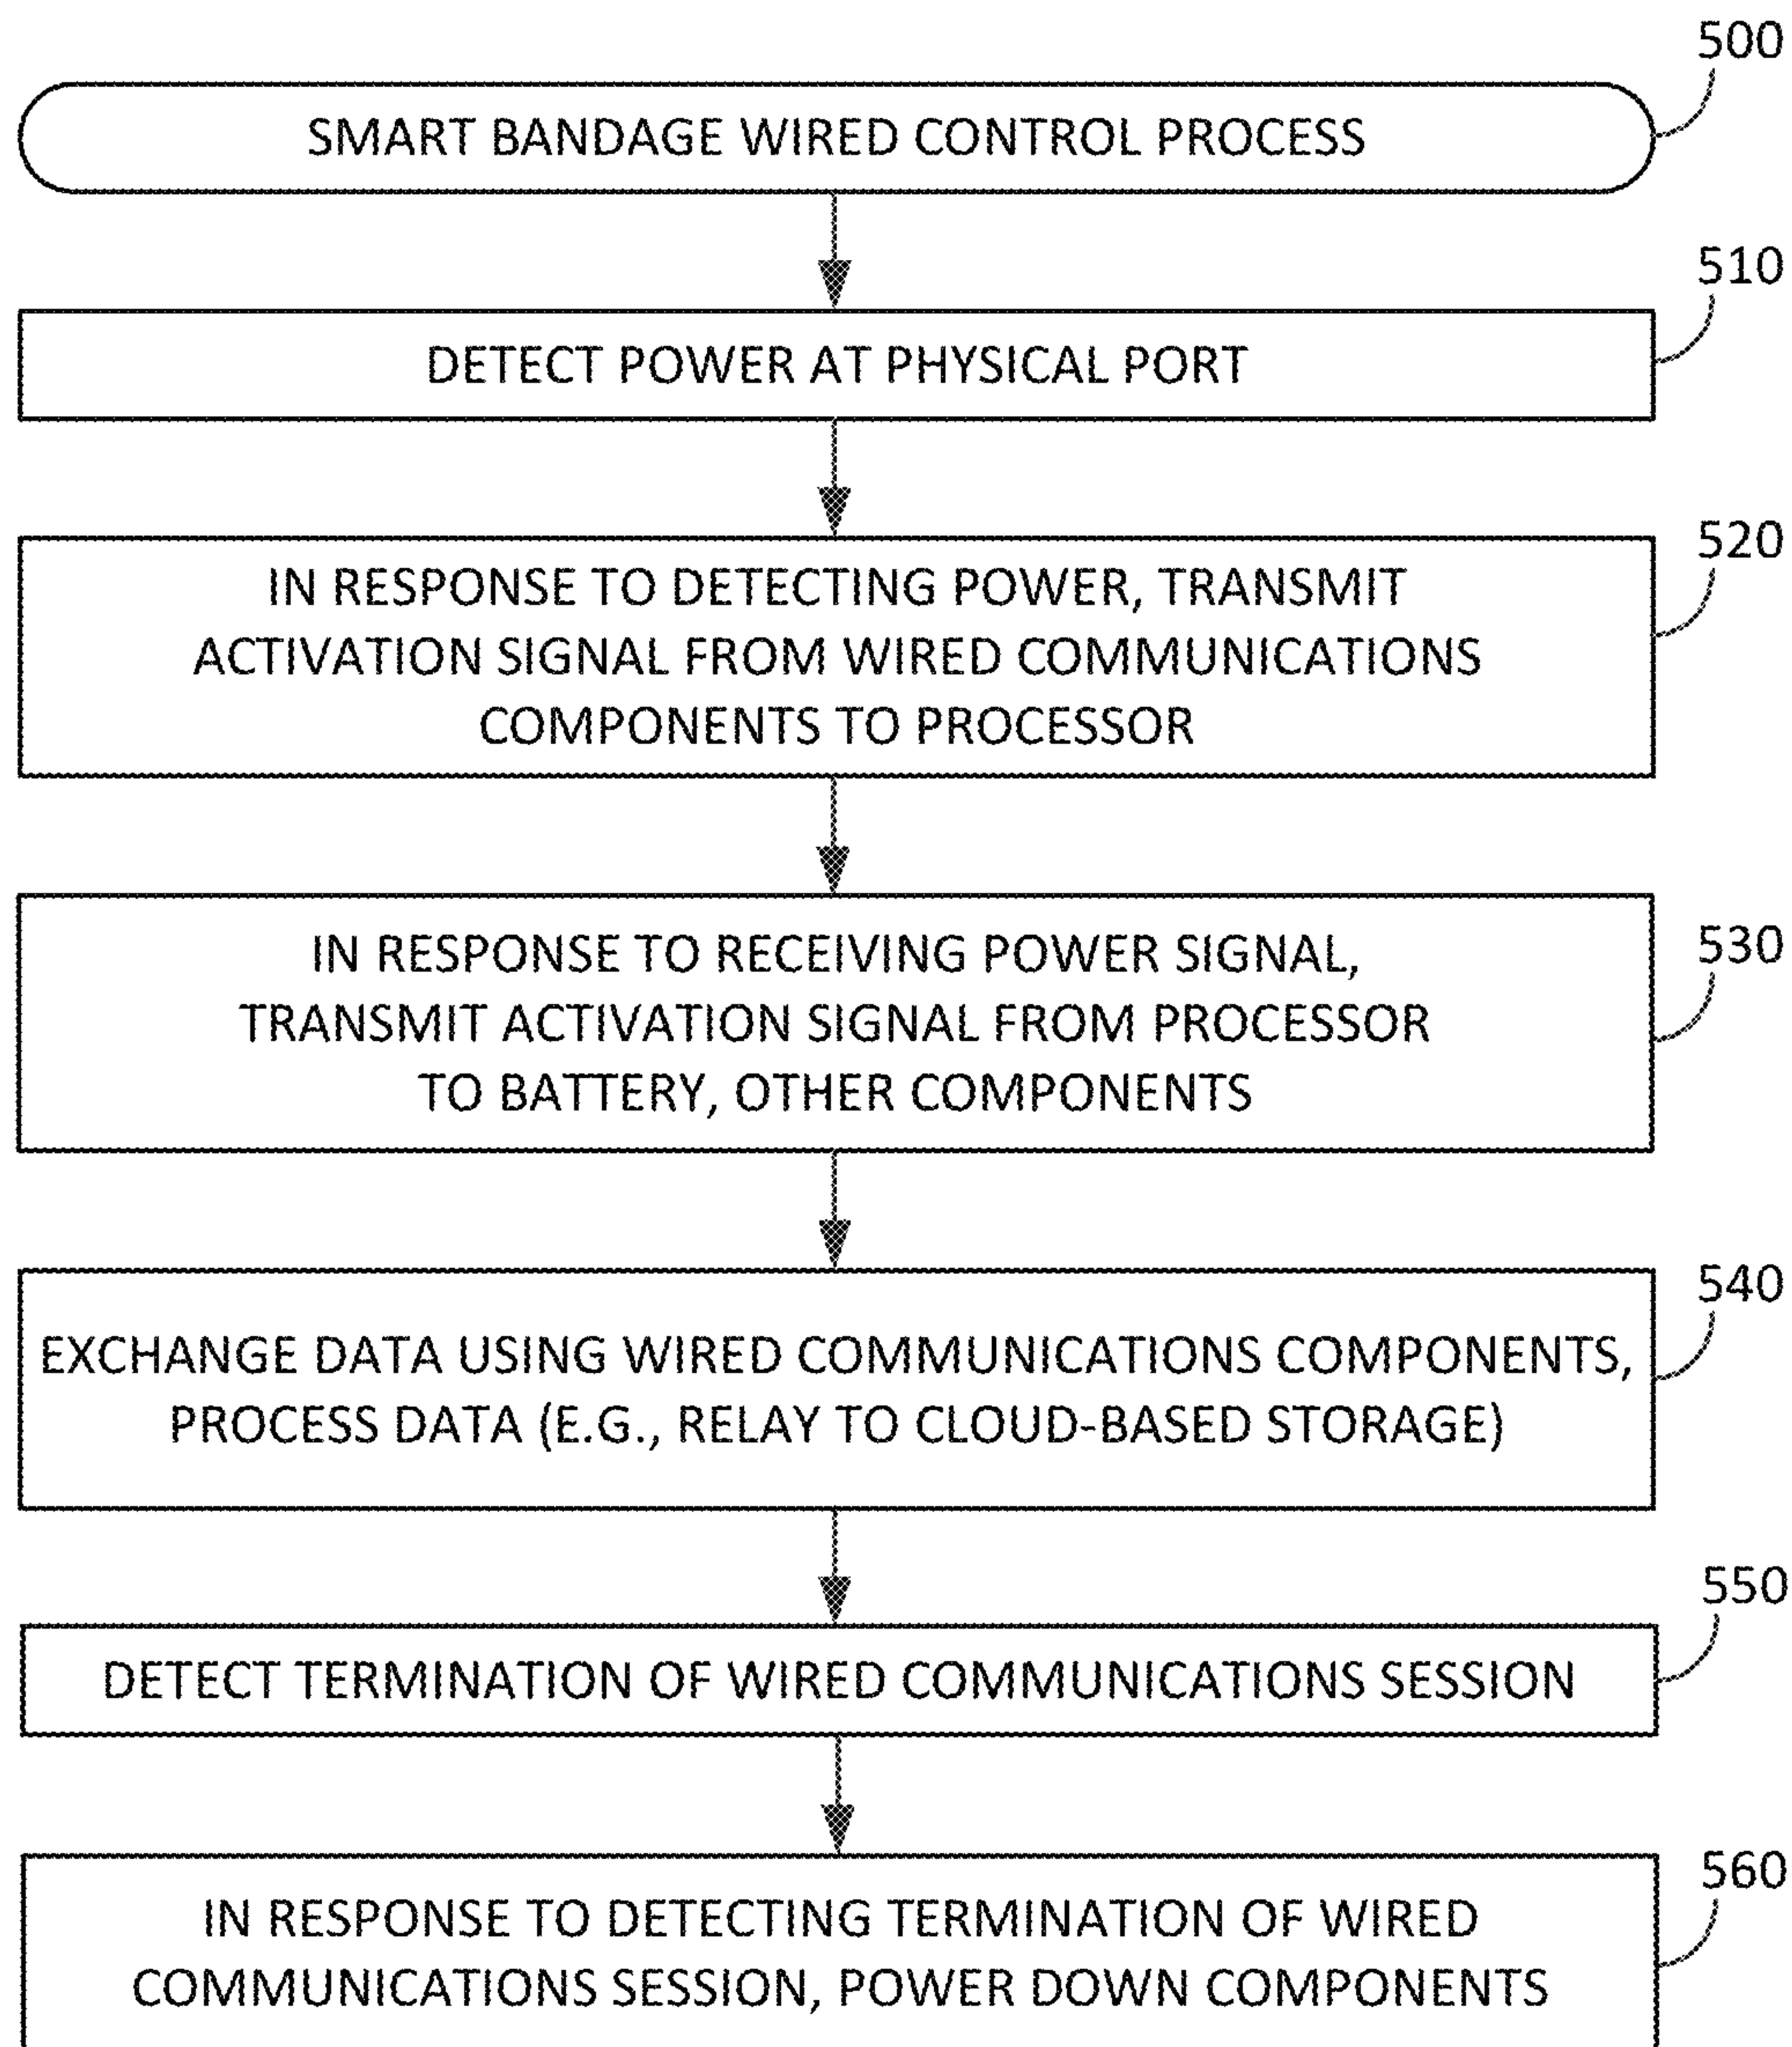 500
SMART BANDAGE WIRED CONTROL PROCESS
510
DETECT POWER AT PHYSICAL PORT
520
IN RESPONSE TO DETECTING POWER, TRANSMIT
ACTIVATION SIGNAL FROM WIRED COMMUNICATIONS
COMPONENTS TO PROCESSOR
530
IN RESPONSE TO RECEIVING POWER SIGNAL,
TRANSMIT ACTIVATION SIGNAL FROM PROCESSOR
TO BATTERY, OTHER COMPONENTS
540
EXCHANGE DATA USING WIRED COMMUNICATIONS COMPONENTS,
PROCESS DATA (E.G., RELAY TO CLOUD-BASED STORAGE)
550
DETECT TERMINATION OF WIRED COMMUNICATIONS SESSION
560
IN RESPONSE TO DETECTING TERMINATION OF WIRED
COMMUNICATIONS SESSION, POWER DOWN COMPONENTS